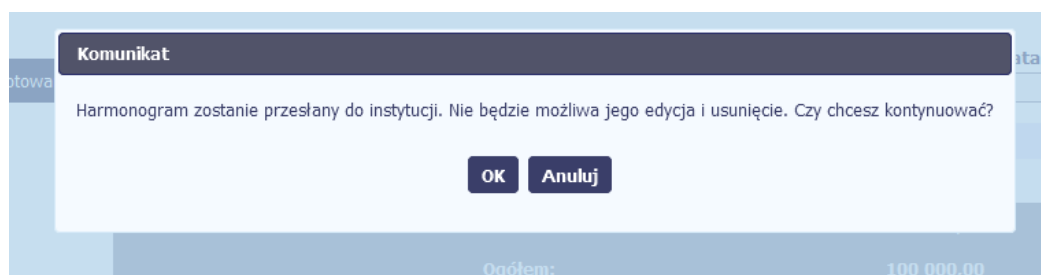 Komunikat
Harmonogram zostanie przesłany do instytucji. Nie będzie możliwa jego edycja i usunięcie. Czy chcesz kontynuować?
OK Anuluj
Ogółem: 100 000,00